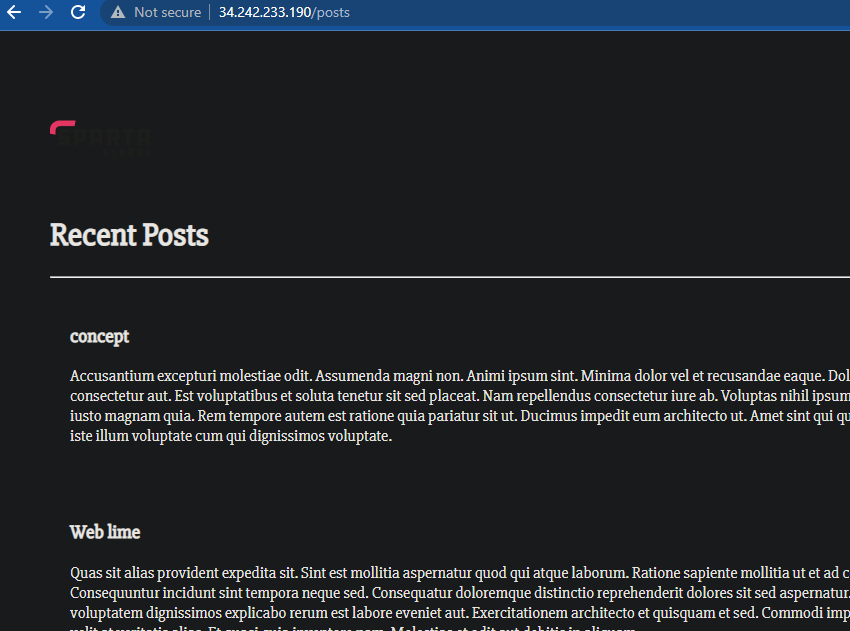 Not secure 34.242.233.190/posts
SPARTA
Recent Posts
concept
Accusantium excepturi molestiae odit. Assumenda magni non. Animi ipsum sint. Minima dolor vel et recusandae eaque. Dol
consectetur aut. Est voluptatibus et soluta tenetur sit sed placeat. Nam repellendus consectetur iure ab. Voluptas nihil ipsum
iusto magnam quia. Rem tempore autem est ratione quia pariatur sit ut. Ducimus impedit eum architecto ut. Amet sint qui qu
iste illum voluptate cum qui dignissimos voluptate.
Web lime
Quas sit alias provident expedita sit. Sint est mollitia aspernatur quod qui atque laborum. Ratione sapiente mollitia ut et ad c
Consequuntur incidunt sint tempora neque sed. Consequatur doloremque distinctio reprehenderit dolores sit sed aspernatur.
voluptatem dignissimos explicabo rerum est labore eveniet aut. Exercitationem architecto et quisquam et sed. Commodi imp